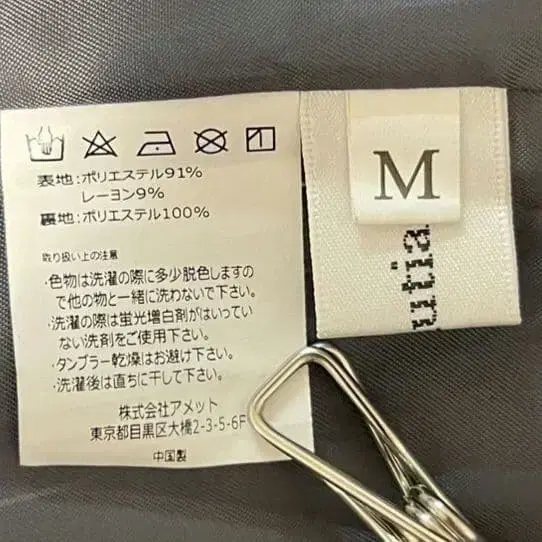 表地:ポリエステル91%
レーヨン9%
裏地:ポリエステル100%
取り扱い上の注意
・色物は洗濯の際に多少脱色しますの
で他の物と一緒に洗わないで下さい。
・洗濯の際は蛍光増白剤がはいってい
ない洗剤をご使用下さい。
・タンブラー乾燥はお避け下さい。
・洗濯後は直ちに干して下さい。
株式会社アメット
東京都目黒区大橋2-3-5-6F
中国製
M